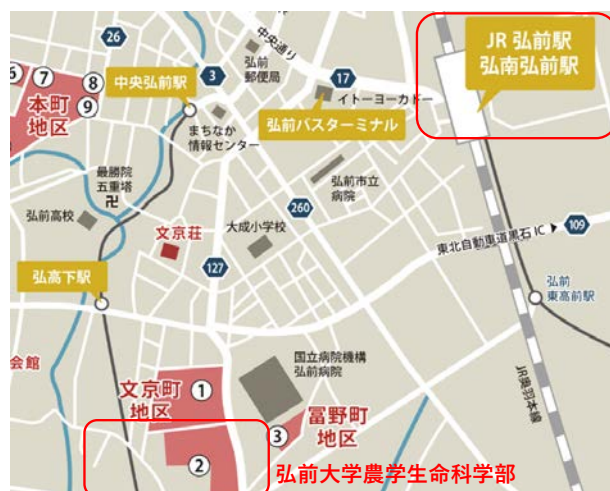 26
中央通り
JR 弘前駅
弘南弘前駅
弘前
郵便局
3
17
6
7
8
中央弘前駅
イトーヨーカドー
本町
地区
9
まちなか
情報センター
弘前バスターミナル
最勝院
五重塔
卍
弘前市立
病院
弘前高校
大成小学校
260
文京荘
109
東北自動車道黒石 IC ▶
127
弘高下駅
弘前
東高前駅
会館
国立病院機構
弘前病院
JR奥羽本線
文京町
地区
1
冨野町
地区
3
2
弘前大学農学生命科学部